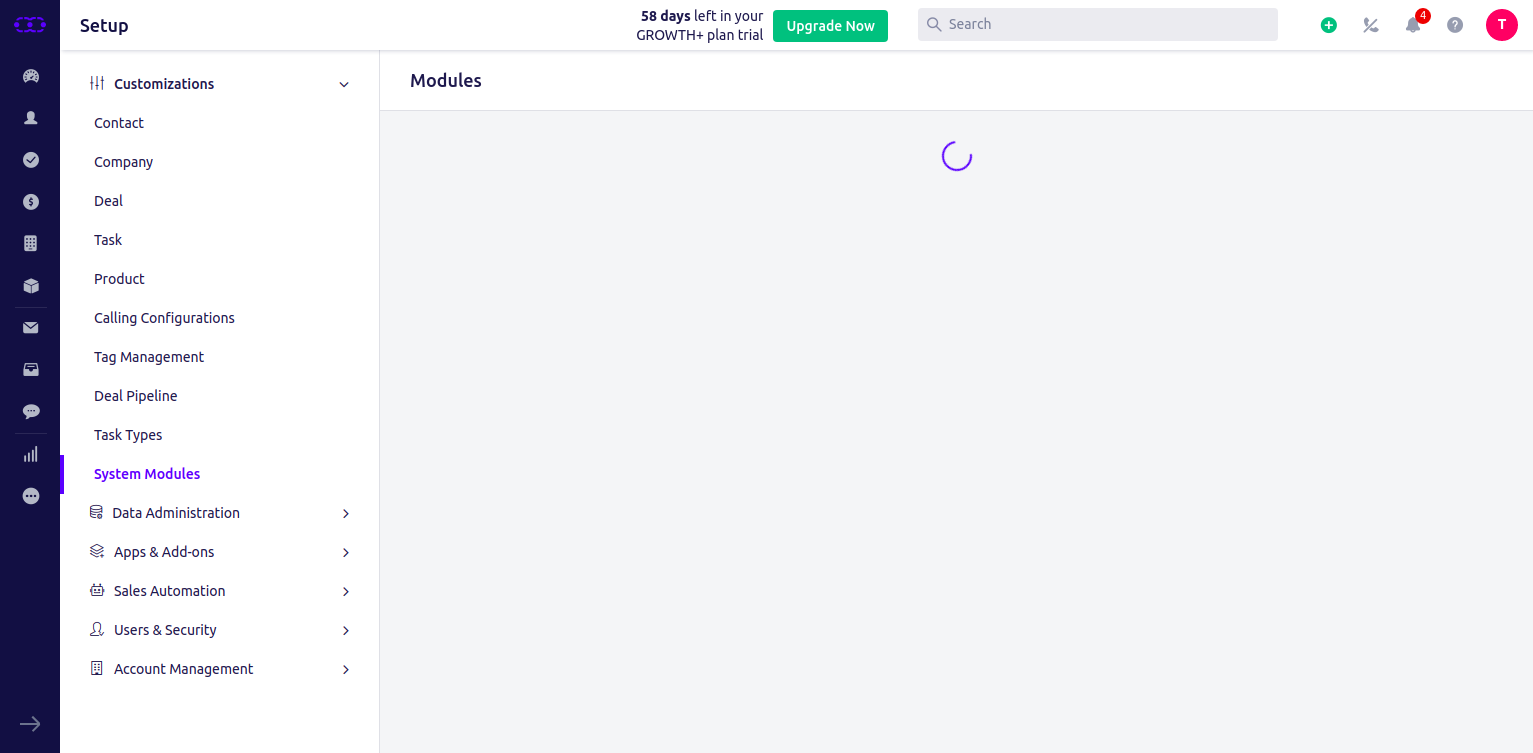 Setup
58 days left in your
GROWTH+ plan trial
Upgrade Now
Search
4
?
T
Customizations
Contact
Company
Deal
Task
Product
Calling Configurations
Tag Management
Deal Pipeline
Task Types
System Modules
Data Administration
Apps & Add-ons
Sales Automation
Users & Security
Account Management
Modules